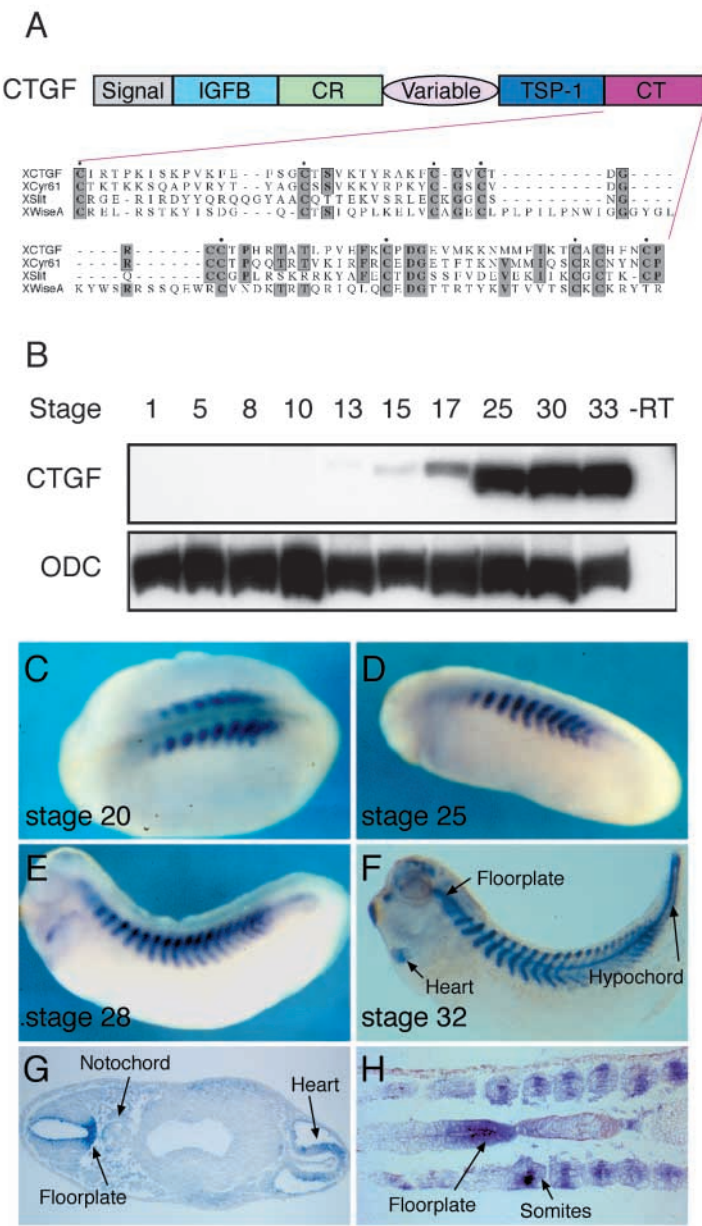 A
CTGF Signal IGFB CR Variable TSP-1 CT
XCTGF C I R T P K I S K P V K F E - - F S G C T S V K T Y R A K F C - G V C T - - - - - - - - D G - - - -
XCyr61 C T K T K K S Q A P V R Y T - - Y A G C S S V K K Y R P K Y C - G S C V - - - - - - - - D G - - - -
XSlit C R G E - R I R D Y Y Q R Q Q G Y A A C Q T T E K V S R L E C K G G C S - - - - - - - - - - G - - - -
XWiseA C R E L - R S T K Y I S D G - - - Q - C T S I Q P L K E L V C A G E C L P L P I L P N W I G G G Y G L
XCTGF - - - - R - - - - - - C C T P H R T A T L P V E F K C P D G E V M K K N M M F I K T C A C H F N C P
XCyr61 - - - - R - - - - - - C C T P Q Q T R T V K I R F R C E D G E T F T K N V M M I Q S C R C N Y N C P
XSlit - - - - Q - - - - - - C C G P L R S K R R K Y A F E C T D G S S F V D E V E K I I K C G C T K - C P
XWiseA K Y W S R R S S Q E W R C V N D K T R T Q R I Q L Q C E D G T T R T Y K V T V V T S C K C K R Y T R
B
Stage 1 5 8 10 13 15 17 25 30 33 -RT
CTGF
ODC
C
stage 20
D
stage 25
E
stage 28
F
Floorplate
Hypochord
Heart
stage 32
G
Notochord
Heart
Floorplate
H
Floorplate
Somites